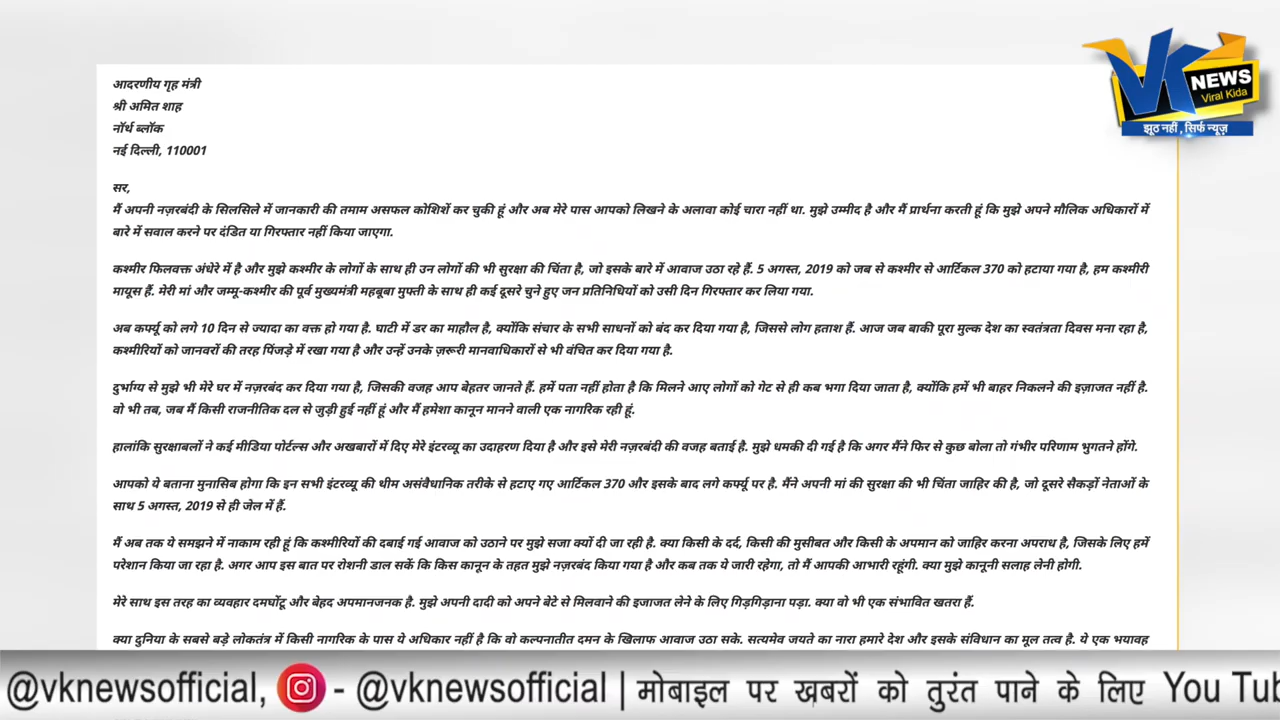 आदरणीय गृह मंत्री
श्री अमित शाह
नॉर्थ ब्लॉक
नई दिल्ली, 110001
VK NEWS
Viral Kida
झूठ नहीं , सिर्फ न्यूज़
सर,
मैं अपनी नज़रबंदी के सिलसिले में जानकारी की तमाम असफल कोशिशें कर चुकी हूं और अब मेरे पास आपको लिखने के अलावा कोई चारा नहीं था. मुझे उम्मीद है और मैं प्रार्थना करती हूं कि मुझे अपने मौलिक अधिकारों में
बारे में सवाल करने पर दंडित या गिरफ्तार नहीं किया जाएगा.
कश्मीर फिलवक्त अंधेरे में है और मुझे कश्मीर के लोगों के साथ ही उन लोगों की भी सुरक्षा की चिंता है, जो इसके बारे में आवाज उठा रहे हैं. 5 अगस्त, 2019 को जब से कश्मीर से आर्टिकल 370 को हटाया गया है, हम कश्मीरी
मायूस हैं. मेरी मां और जम्मू-कश्मीर की पूर्व मुख्यमंत्री महबूबा मुफ्ती के साथ ही कई दूसरे चुने हुए जन प्रतिनिधियों को उसी दिन गिरफ्तार कर लिया गया.
अब कर्फ्यू को लगे 10 दिन से ज्यादा का वक्त हो गया है. घाटी में डर का माहौल है, क्योंकि संचार के सभी साधनों को बंद कर दिया गया है, जिससे लोग हताश हैं. आज जब बाकी पूरा मुल्क देश का स्वतंत्रता दिवस मना रहा है,
कश्मीरियों को जानवरों की तरह पिंजड़े में रखा गया है और उन्हें उनके ज़रूरी मानवाधिकारों से भी वंचित कर दिया गया है.
दुर्भाग्य से मुझे भी मेरे घर में नज़रबंद कर दिया गया है, जिसकी वजह आप बेहतर जानते हैं. हमें पता नहीं होता है कि मिलने आए लोगों को गेट से ही कब भगा दिया जाता है, क्योंकि हमें भी बाहर निकलने की इज़ाजत नहीं है.
वो भी तब, जब मैं किसी राजनीतिक दल से जुड़ी हुई नहीं हूं और मैं हमेशा कानून मानने वाली एक नागरिक रही हूं.
हालांकि सुरक्षाबलों ने कई मीडिया पोर्टल्स और अखबारों में दिए मेरे इंटरव्यू का उदाहरण दिया है और इसे मेरी नज़रबंदी की वजह बताई है. मुझे धमकी दी गई है कि अगर मैंने फिर से कुछ बोला तो गंभीर परिणाम भुगतने होंगे.
आपको ये बताना मुनासिब होगा कि इन सभी इंटरव्यू की थीम असंवैधानिक तरीके से हटाए गए आर्टिकल 370 और इसके बाद लगे कर्फ्यू पर है. मैंने अपनी मां की सुरक्षा की भी चिंता जाहिर की है, जो दूसरे सैकड़ों नेताओं के
साथ 5 अगस्त, 2019 से ही जेल में हैं.
मैं अब तक ये समझने में नाकाम रही हूं कि कश्मीरियों की दबाई गई आवाज को उठाने पर मुझे सजा क्यों दी जा रही है. क्या किसी के दर्द, किसी की मुसीबत और किसी के अपमान को जाहिर करना अपराध है, जिसके लिए हमें
परेशान किया जा रहा है. अगर आप इस बात पर रोशनी डाल सकें कि किस कानून के तहत मुझे नज़रबंद किया गया है और कब तक ये जारी रहेगा, तो मैं आपकी आभारी रहूंगी. क्या मुझे कानूनी सलाह लेनी होगी.
मेरे साथ इस तरह का व्यवहार दमघोंटू और बेहद अपमानजनक है. मुझे अपनी दादी को अपने बेटे से मिलवाने की इजाजत लेने के लिए गिड़गिड़ाना पड़ा. क्या वो भी एक संभावित खतरा हैं.
क्या दुनिया के सबसे बड़े लोकतंत्र में किसी नागरिक के पास ये अधिकार नहीं है कि वो कल्पनातीत दमन के खिलाफ आवाज उठा सके. सत्यमेव जयते का नारा हमारे देश और इसके संविधान का मूल तत्व है. ये एक भयावह
@vknewsofficial, - @vknewsofficial | मोबाइल पर ख़बरों को तुरंत पाने के लिए You Tub